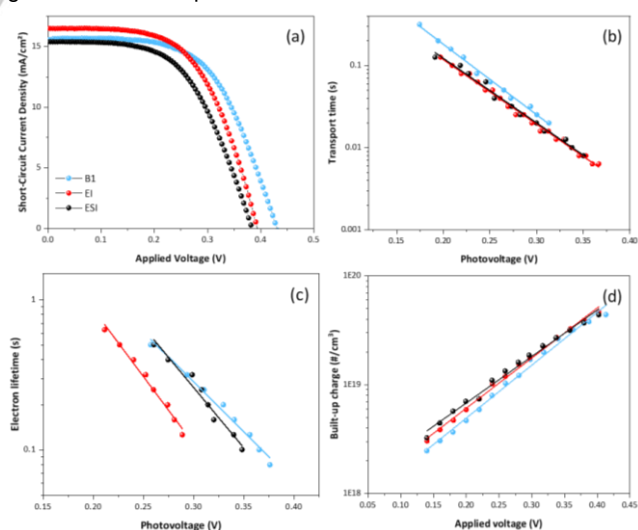 (a)
Short-Circuit Current Density (mA/cm²)
15
10
5
0
B1
EI
ESI
0.0 0.1 0.2 0.3 0.4 0.5
Applied Voltage (V)
(b)
Transport time (s)
0.1
0.01
0.001
0.15 0.20 0.25 0.30 0.35 0.40
Photovoltage (V)
(c)
Electron lifetime (s)
1
0.1
0.20 0.25 0.30 0.35 0.40
Photovoltage (V)
(d)
Built-up charge (#/cm³)
1E20
1E19
1E18
0.05 0.10 0.15 0.20 0.25 0.30 0.35 0.40 0.45
Applied voltage (V)